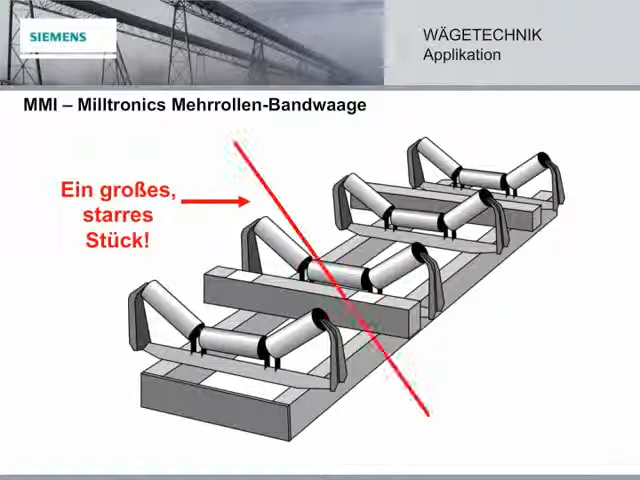 SIEMENS
WÄGETECHNIK
Applikation
MMI – Milltronics Mehrrollen-Bandwaage
Ein großes,
starres
Stück!